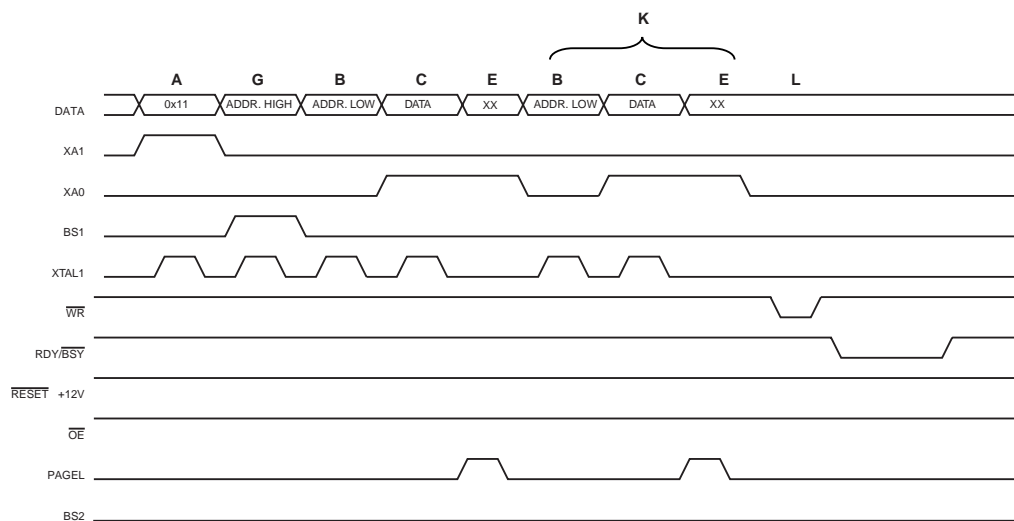 K
A G B C E B C E L
DATA 0x11 ADDR. HIGH ADDR. LOW DATA XX ADDR. LOW DATA XX
XA1
XA0
BS1
XTAL1
WR
RDY/BSY
RESET +12V
OE
PAGEL
BS2